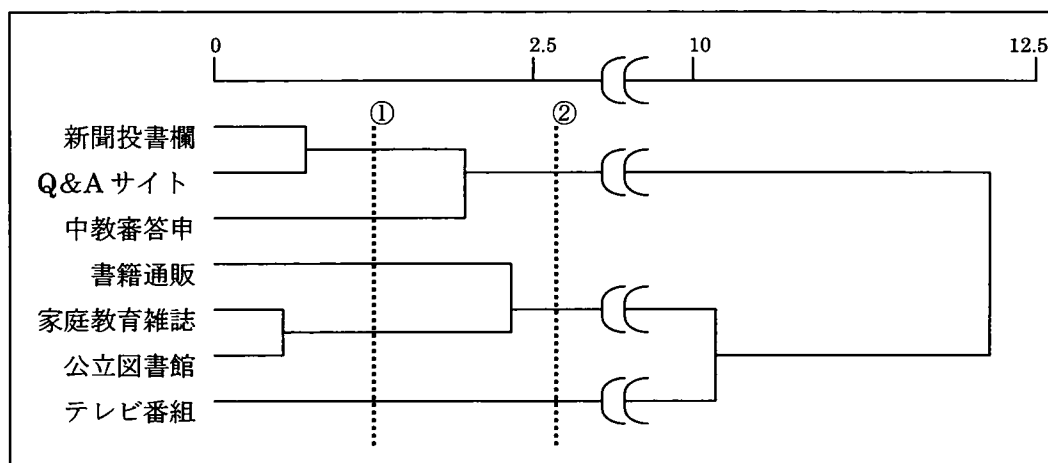 0 2.5 10 12.5
① ②
新聞投書欄
Q&Aサイト
中教審答申
書籍通販
家庭教育雑誌
公立図書館
テレビ番組